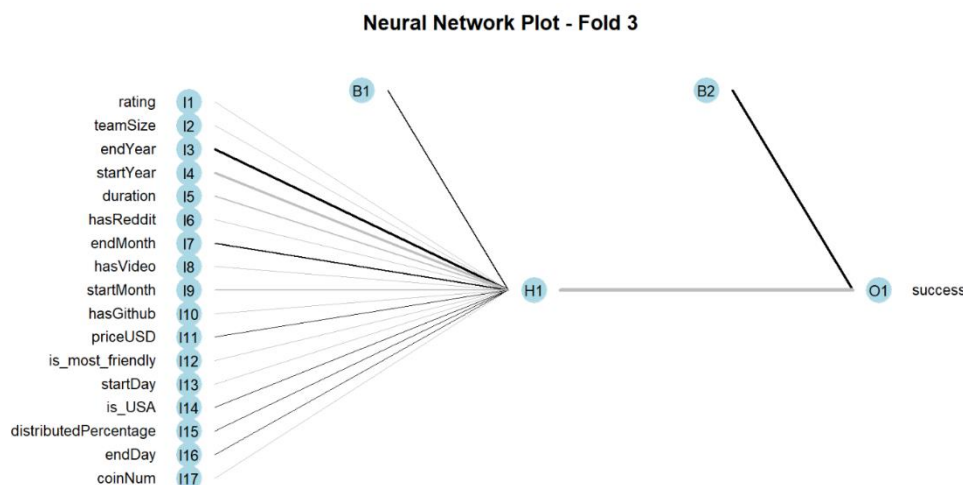 Neural Network Plot - Fold 3
B1
B2
rating I1
teamSize I2
endYear I3
startYear I4
duration I5
hasReddit I6
endMonth I7
hasVideo I8
startMonth I9 H1 O1 success
hasGithub I10
priceUSD I11
is_most_friendly I12
startDay I13
is_USA I14
distributedPercentage I15
endDay I16
coinNum I17